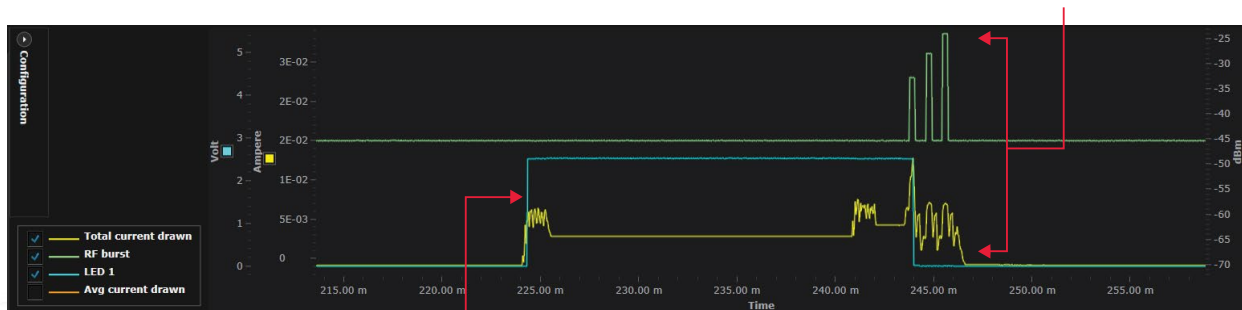 Configuration
Total current drawn
RF burst
LED 1
Avg current drawn
Volt
5
4
3
2
1
0
Ampere
3E-02
2E-02
2E-02
1E-02
5E-03
0
215.00 m 220.00 m 225.00 m 230.00 m 235.00 m 240.00 m 245.00 m 250.00 m 255.00 m
Time
-25
-30
-35
-40
-45
-50
-55
-60
-65
-70
dBm